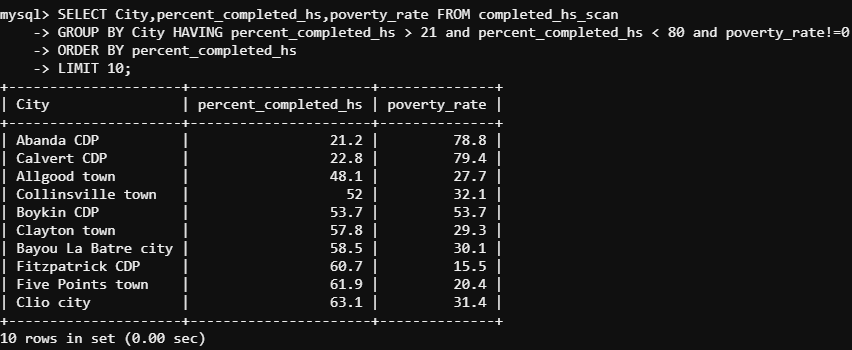 mysql> SELECT City,percent_completed_hs,poverty_rate FROM completed_hs_scan
    -> GROUP BY City HAVING percent_completed_hs > 21 and percent_completed_hs < 80 and poverty_rate!=0
    -> ORDER BY percent_completed_hs
    -> LIMIT 10;
+----------------------+----------------------+--------------+
| City                 | percent_completed_hs | poverty_rate |
+----------------------+----------------------+--------------+
| Abanda CDP           |                 21.2 |         78.8 |
| Calvert CDP          |                 22.8 |         79.4 |
| Allgood town         |                 48.1 |         27.7 |
| Collinsville town    |                   52 |         32.1 |
| Boykin CDP           |                 53.7 |         53.7 |
| Clayton town         |                 57.8 |         29.3 |
| Bayou La Batre city  |                 58.5 |         30.1 |
| Fitzpatrick CDP      |                 60.7 |         15.5 |
| Five Points town     |                 61.9 |         20.4 |
| Clio city            |                 63.1 |         31.4 |
+----------------------+----------------------+--------------+
10 rows in set (0.00 sec)